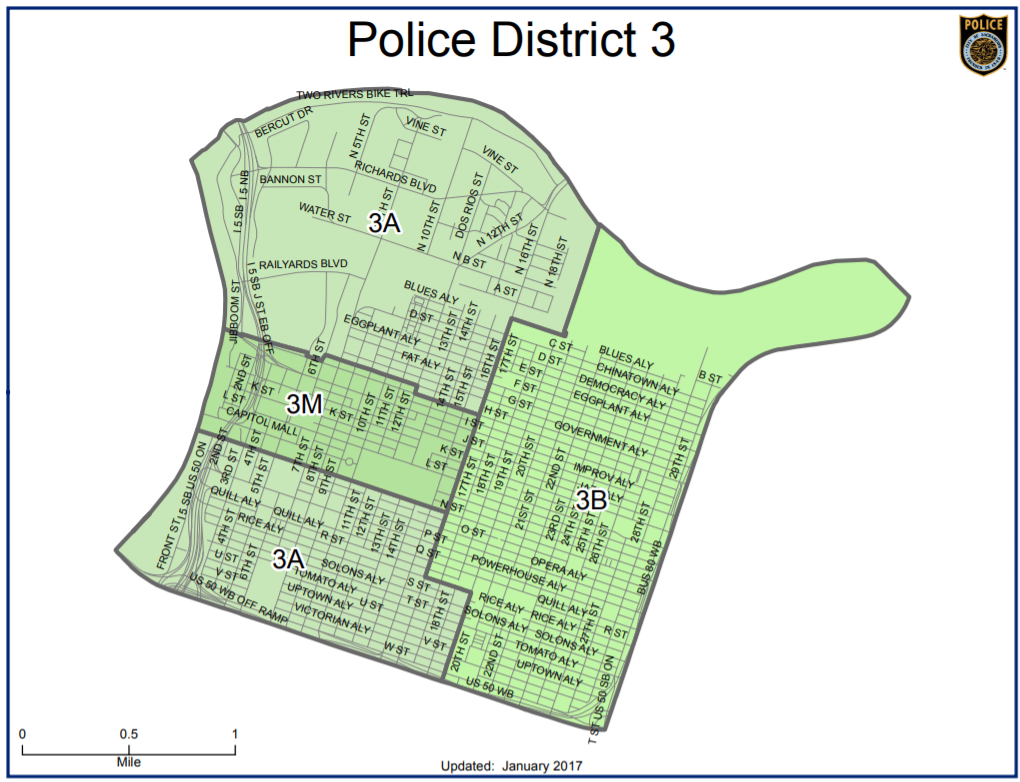 Police District 3
POLICE
TWO RIVERS BIKE TRL
BERCUT DR
N 5TH ST
VINE ST
VINE ST
RICHARDS BLVD
BANNON ST
I 5 NB
I 5 SB
WATER ST
H ST
3A
N 10TH ST
DOS RIOS ST
N 12TH ST
N 16TH ST
N 18TH ST
N B ST
A ST
RAILYARDS BLVD
I 5 SB J ST EB OFF
JIBBOOM ST
BLUES ALY
D ST
EGGPLANT ALY
13TH ST
14TH ST
FAT ALY
6TH ST
16TH ST
17TH ST
14TH ST
15TH ST
C ST
D ST
E ST
F ST
G ST
H ST
BLUES ALY
CHINATOWN ALY
DEMOCRACY ALY
EGGPLANT ALY
B ST
GOVERNMENT ALY
2ND ST
K ST
L ST
3M
K ST
CAPITOL MALL
10TH ST
11TH ST
12TH ST
I ST
J ST
K ST
L ST
N ST
7TH ST
8TH ST
9TH ST
2ND ST
3RD ST
4TH ST
5TH ST
I 5 SB US 50 ON
FRONT ST
QUILL ALY
QUILL ALY
RICE ALY
R ST
11TH ST
12TH ST
13TH ST
14TH ST
P ST
Q ST
O ST
4TH ST
6TH ST
U ST
V ST
3A
SOLONS ALY
TOMATO ALY
UPTOWN ALY
U ST
VICTORIAN ALY
S ST
T ST
18TH ST
V ST
W ST
US 50 WB OFF RAMP
17TH ST
18TH ST
19TH ST
20TH ST
22ND ST
IMPROV ALY
3B
21ST ST
23RD ST
24TH ST
25TH ST
26TH ST
28TH ST
29TH ST
BUS 80 WB
OPERA ALY
POWERHOUSE ALY
RICE ALY
QUILL ALY
RICE ALY
27TH ST
R ST
SOLONS ALY
SOLONS ALY
TOMATO ALY
UPTOWN ALY
20TH ST
22ND ST
US 50 WB
T ST US 50 SB ON
0 0.5 1
Mile
Updated: January 2017